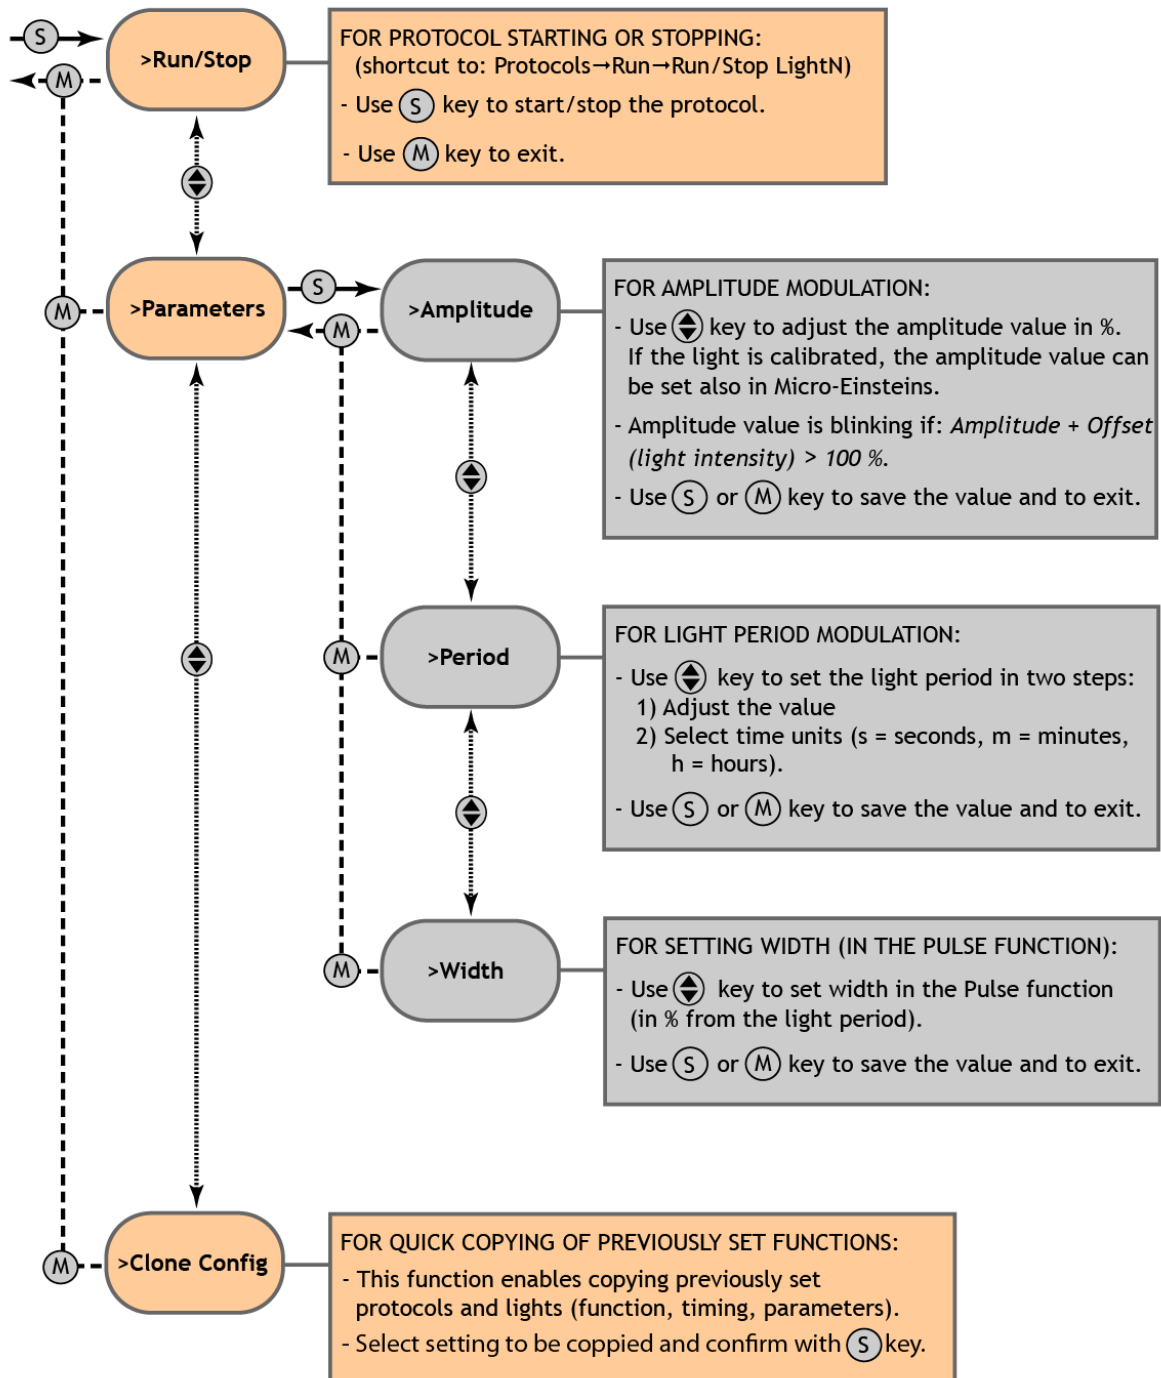 S
>Run/Stop
M
FOR PROTOCOL STARTING OR STOPPING:
(shortcut to: Protocols→Run→Run/Stop LightN)
- Use S key to start/stop the protocol.
- Use M key to exit.
M
>Parameters
S
M
>Amplitude
FOR AMPLITUDE MODULATION:
- Use key to adjust the amplitude value in %.
If the light is calibrated, the amplitude value can
be set also in Micro-Einsteins.
- Amplitude value is blinking if: Amplitude + Offset
(light intensity) > 100 %.
- Use S or M key to save the value and to exit.
M
>Period
FOR LIGHT PERIOD MODULATION:
- Use key to set the light period in two steps:
1) Adjust the value
2) Select time units (s = seconds, m = minutes,
h = hours).
- Use S or M key to save the value and to exit.
M
>Width
FOR SETTING WIDTH (IN THE PULSE FUNCTION):
- Use key to set width in the Pulse function
(in % from the light period).
- Use S or M key to save the value and to exit.
M
>Clone Config
FOR QUICK COPYING OF PREVIOUSLY SET FUNCTIONS:
- This function enables copying previously set
protocols and lights (function, timing, parameters).
- Select setting to be coppied and confirm with S key.